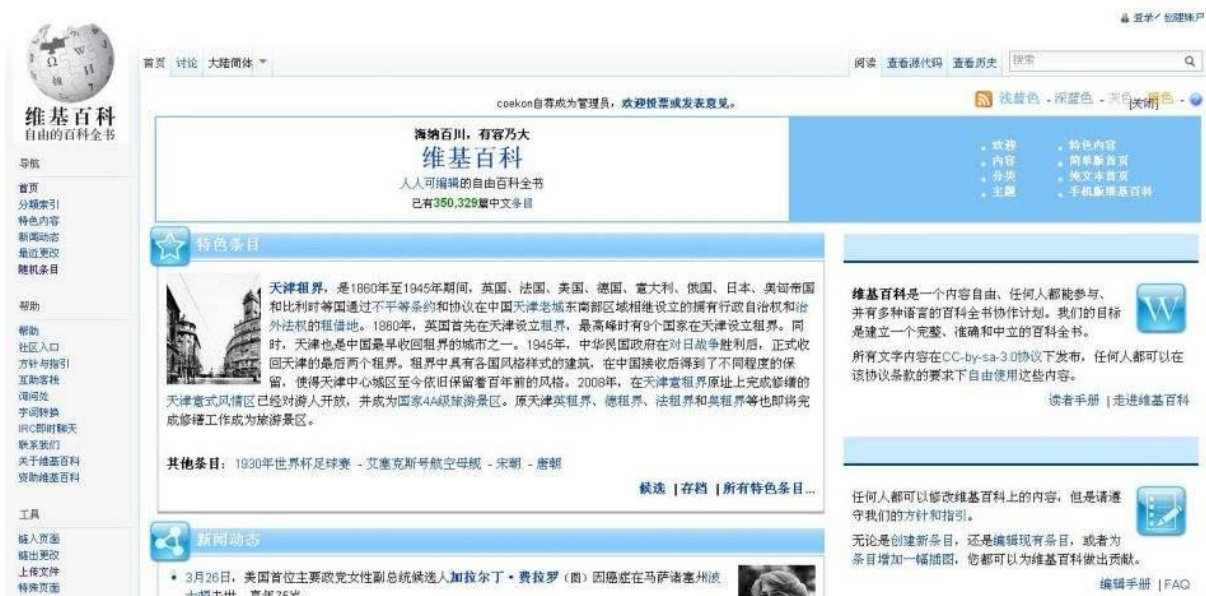 登录／创建账户
维基百科
自由的百科全书
首页 讨论 大陆简体
阅读 查看源代码 查看历史 搜索
coekon自荐成为管理员，欢迎投票或发表意见。
浅蓝色 - 深蓝色 - 灰色 [关闭] 色 -
海纳百川，有容乃大
维基百科
人人可编辑的自由百科全书
已有350,329篇中文条目
欢迎
内容
分类
主题
特色内容
简单版首页
纯文本首页
手机版维基百科
导航
首页
分类索引
特色内容
新闻动态
最近更改
随机条目
帮助
帮助
社区入口
方针与指引
互助客栈
询问处
字词转换
IRC即时聊天
联系我们
关于维基百科
资助维基百科
工具
链入页面
链出更改
上传文件
特殊页面
特色条目
天津租界，是1860年至1945年期间，英国、法国、美国、德国、意大利、俄国、日本、奥匈帝国
和比利时等国通过不平等条约和协议在中国天津老城东南部区域相继设立的拥有行政自治权和治
外法权的租借地。1860年，英国首先在天津设立租界，最高峰时有9个国家在天津设立租界。同
时，天津也是中国最早收回租界的城市之一。1945年，中华民国政府在对日战争胜利后，正式收
回天津的最后两个租界。租界中具有各国风格样式的建筑，在中国接收后得到了不同程度的保
留，使得天津中心城区至今依旧保留着百年前的风格。2008年，在天津意租界原址上完成修缮的
天津意式风情区已经对游人开放，并成为国家4A级旅游景区。原天津英租界、德租界、法租界和奥租界等也即将完
成修缮工作成为旅游景区。
其他条目：1930年世界杯足球赛 - 艾塞克斯号航空母舰 - 宋朝 - 唐朝
候选 | 存档 | 所有特色条目...
新闻动态
3月26日，美国首位主要政党女性副总统候选人加拉尔丁·费拉罗（图）因癌症在马萨诸塞州波
士顿去世，享年75岁。
维基百科是一个内容自由、任何人都能参与、
并有多种语言的百科全书协作计划。我们的目标
是建立一个完整、准确和中立的百科全书。
所有文字内容在CC-by-sa-3.0协议下发布，任何人都可以在
该协议条款的要求下自由使用这些内容。
读者手册 | 走进维基百科
任何人都可以修改维基百科上的内容，但是请遵
守我们的方针和指引。
无论是创建新条目，还是编辑现有条目，或者为
条目增加一幅插图，您都可以为维基百科做出贡献。
编辑手册 | FAQ